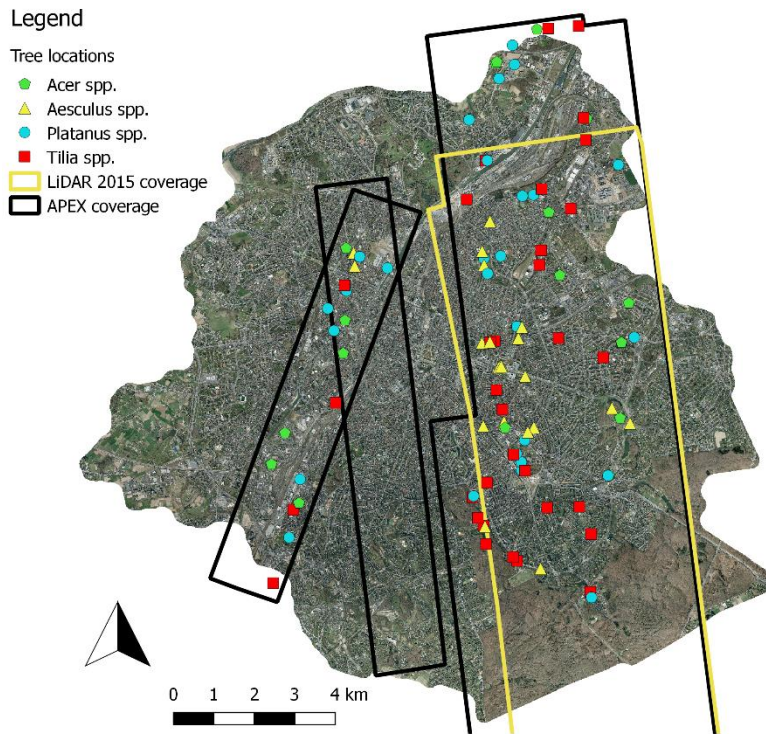 Legend
Tree locations
Acer spp.
Aesculus spp.
Platanus spp.
Tilia spp.
LiDAR 2015 coverage
APEX coverage
0 1 2 3 4 km